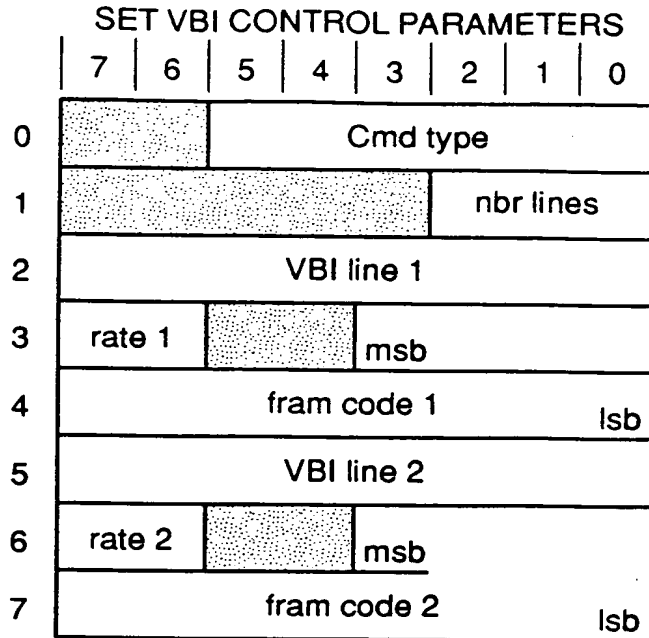 SET VBI CONTROL PARAMETERS
7 6 5 4 3 2 1 0
0 Cmd type
1 nbr lines
2 VBI line 1
3 rate 1 msb
4 fram code 1 lsb
5 VBI line 2
6 rate 2 msb
7 fram code 2 lsb